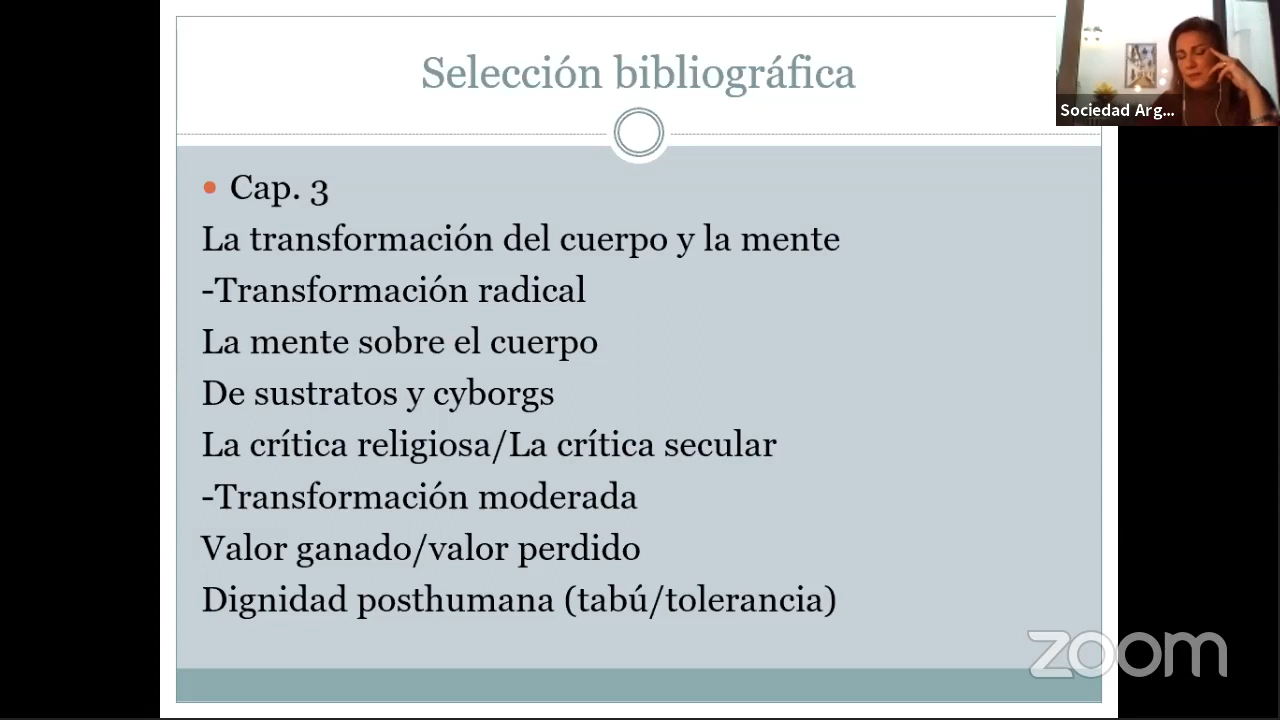 Selección bibliográfica
Sociedad Arg...
• Cap. 3
La transformación del cuerpo y la mente
-Transformación radical
La mente sobre el cuerpo
De sustratos y cyborgs
La crítica religiosa/La crítica secular
-Transformación moderada
Valor ganado/valor perdido
Dignidad posthumana (tabú/tolerancia)
zoom